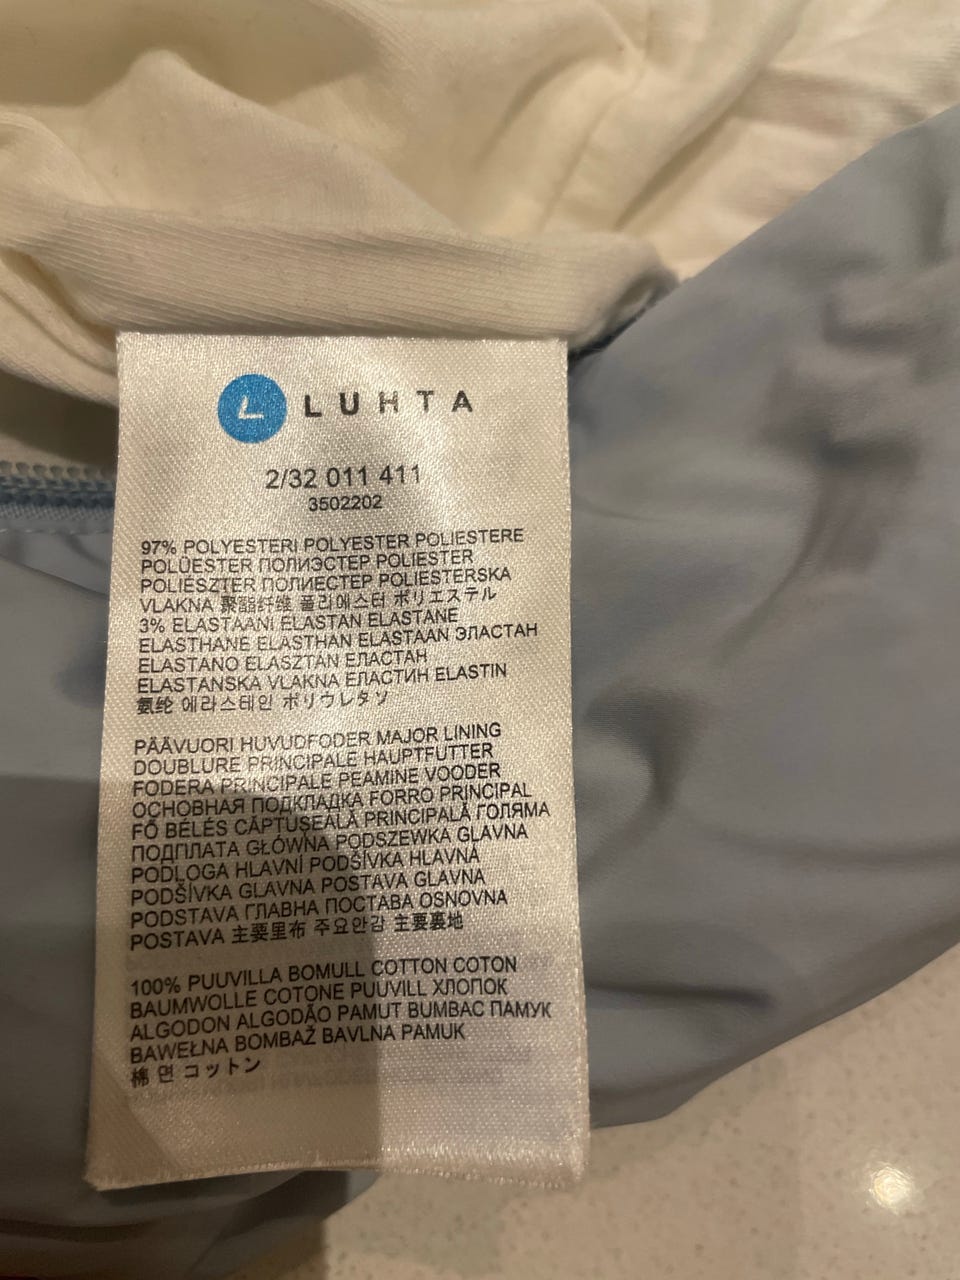 L LUHTA
2/32 011 411
3502202
97% POLYESTERI POLYESTER POLIESTERE
POLÜESTER ПОЛИЭСТЕР POLIESTER
POLIÉSZTER ПОЛИЕСТЕР POLIESTERSKA
VLAKNA 聚酯纤维 폴리에스터 ポリエステル
3% ELASTAANI ELASTAN ELASTANE
ELASTHANE ELASTHAN ELASTAAN ЭЛАСТАН
ELASTANO ELASZTÁN ЕЛАСТАН
ELASTANSKA VLAKNA ЕЛАСТИН ELASTIN
氨纶 에라스테인 ポリウレタン
PÄÄVUORI HUVUDFODER MAJOR LINING
DOUBLURE PRINCIPALE HAUPTFUTTER
FODERA PRINCIPALE PEAMINE VOODER
ОСНОВНАЯ ПОДКЛАДКА FORRO PRINCIPAL
FŐ BÉLÉS CĂPTUŞEALĂ PRINCIPALĂ ГОЛЯМА
ПОДПЛАТА GŁÓWNA PODSZEWKA GLAVNA
PODLOGA HLAVNÍ PODŠÍVKA HLAVNÁ
PODŠÍVKA GLAVNA POSTAVA GLAVNA
PODSTAVA ГЛАВНА ПОСТАВА OSNOVNA
POSTAVA 主要里布 주요안감 主要裏地
100% PUUVILLA BOMULL COTTON COTON
BAUMWOLLE COTONE PUUVILL ХЛОПОК
ALGODON ALGODÃO PAMUT BUMBAC ПАМУК
BAWEŁNA BOMBAŽ BAVLNA PAMUK
棉 면 コットン